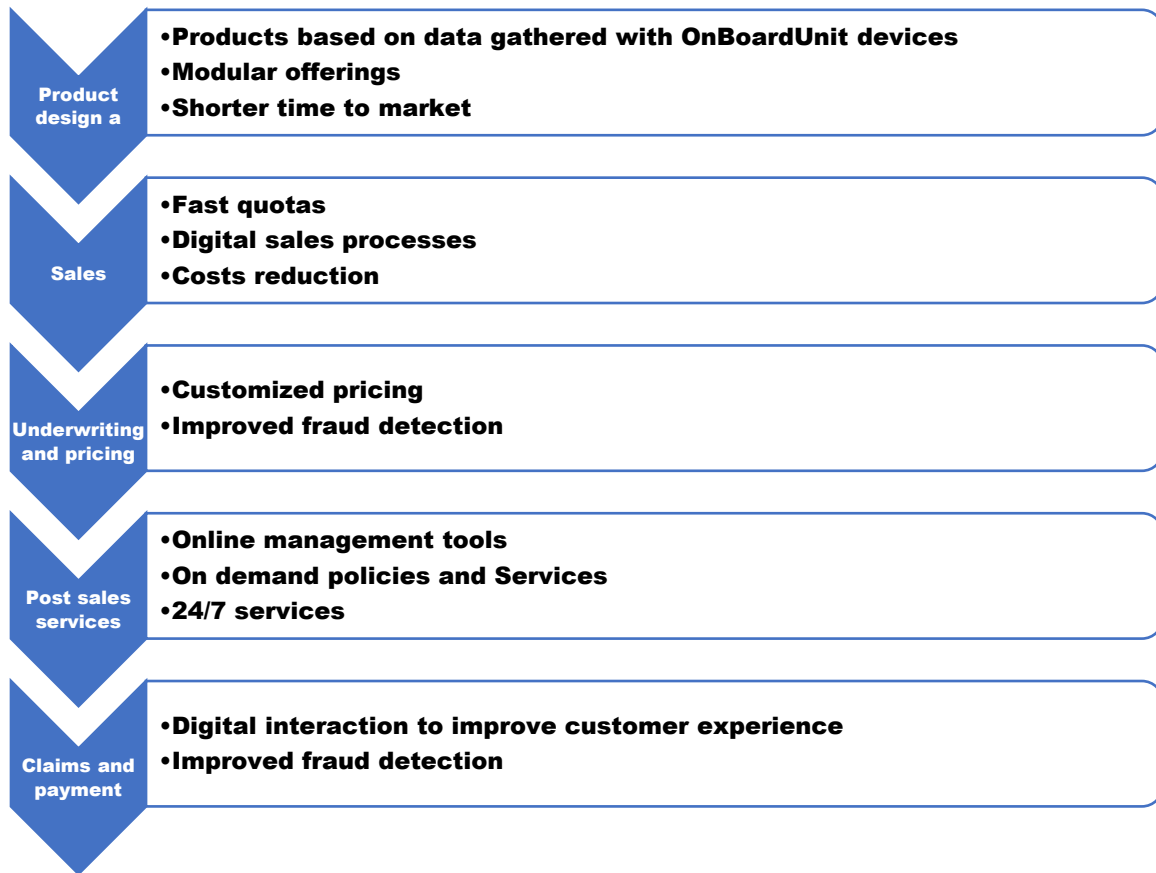 Product
design a
•Products based on data gathered with OnBoardUnit devices
•Modular offerings
•Shorter time to market
Sales
•Fast quotas
•Digital sales processes
•Costs reduction
Underwriting
and pricing
•Customized pricing
•Improved fraud detection
Post sales
services
•Online management tools
•On demand policies and Services
•24/7 services
Claims and
payment
•Digital interaction to improve customer experience
•Improved fraud detection